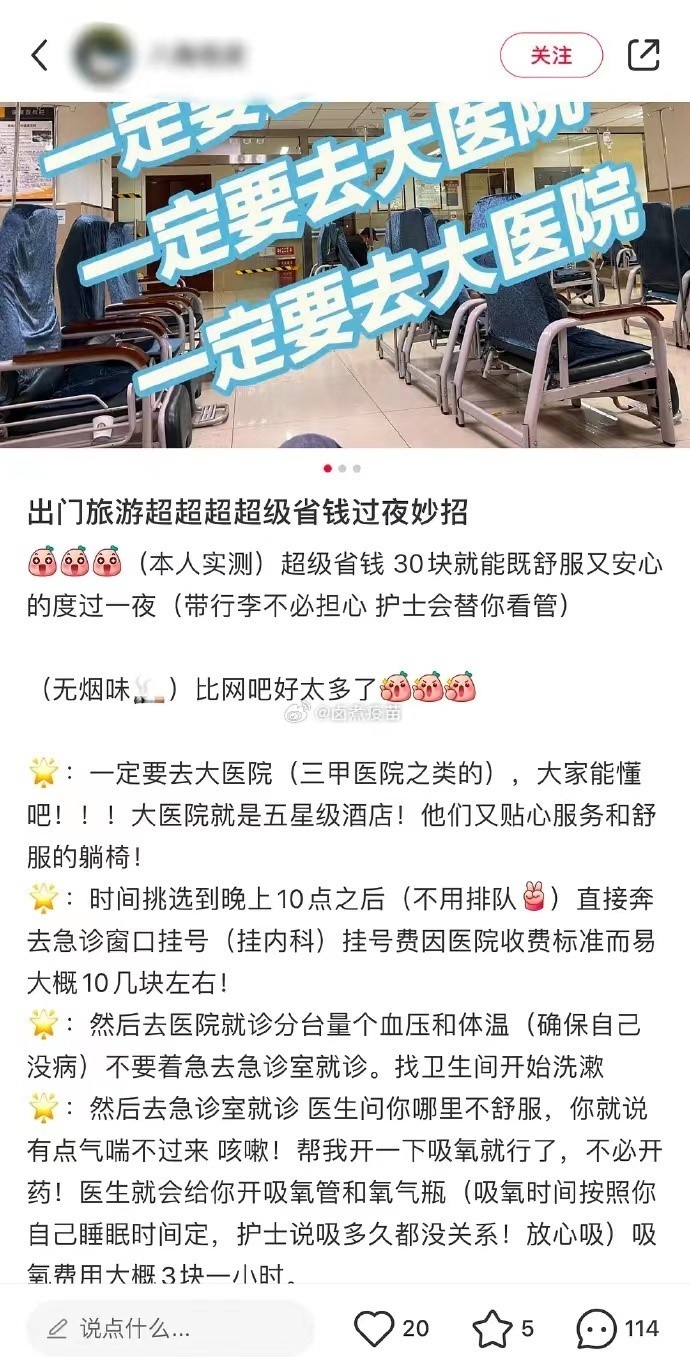 关注
一定要去大医院
一定要去大医院
一定要去大医院
出门旅游超超超超级省钱过夜妙招
（本人实测）超级省钱 30块就能既舒服又安心
的度过一夜（带行李不必担心 护士会替你看管）
（无烟味🚬）比网吧好太多了
@卤煮疫苗
🌟：一定要去大医院（三甲医院之类的），大家能懂
吧！！！大医院就是五星级酒店！他们又贴心服务和舒
服的躺椅！
🌟：时间挑选到晚上10点之后（不用排队✌）直接奔
去急诊窗口挂号（挂内科）挂号费因医院收费标准而易
大概10几块左右！
🌟：然后去医院就诊分台量个血压和体温（确保自己
没病）不要着急去急诊室就诊。找卫生间开始洗漱
🌟：然后去急诊室就诊 医生问你哪里不舒服，你就说
有点气喘不过来 咳嗽！帮我开一下吸氧就行了，不必开
药！医生就会给你开吸氧管和氧气瓶（吸氧时间按照你
自己睡眠时间定，护士说吸多久都没关系！放心吸）吸
氧费用大概3块一小时。
说点什么...
20
5
114